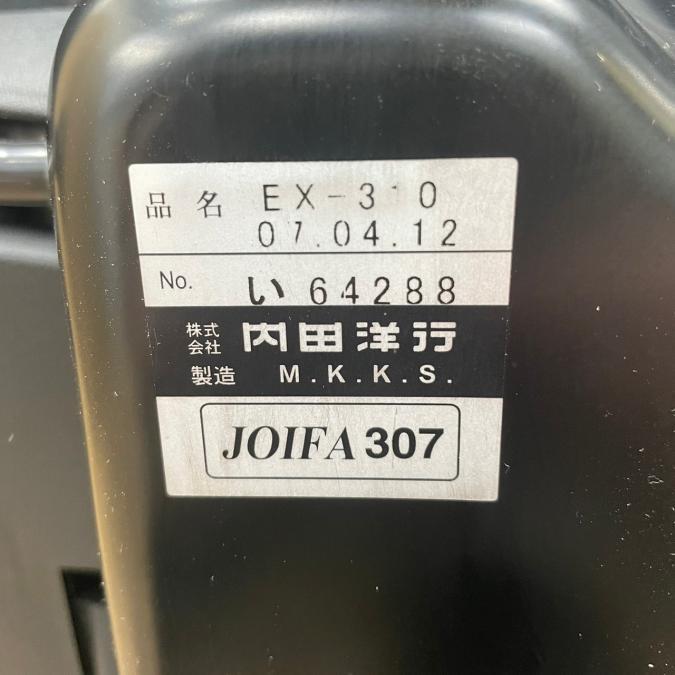 品名 EX-310
07.04.12
No. い64288
株式会社 内田洋行
製造 M.K.K.S.
JOIFA 307